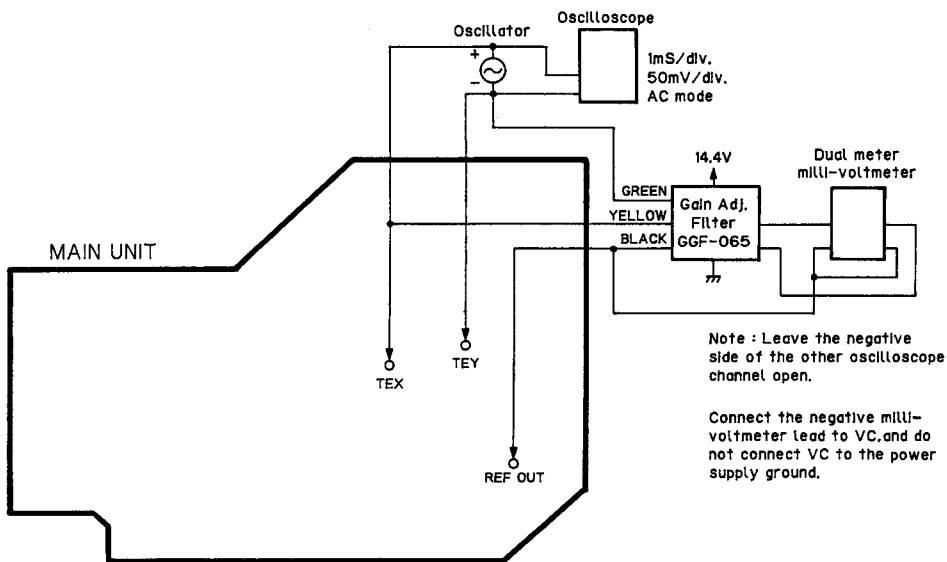 Oscilloscope
Oscillator
+
−
1mS/div.
50mV/div.
AC mode
14.4V
Dual meter
milli-voltmeter
GREEN
YELLOW
BLACK
Gain Adj.
Filter
GGF-065
MAIN UNIT
TEX
TEY
REF OUT
Note : Leave the negative
side of the other oscilloscope
channel open.
Connect the negative milli-
voltmeter lead to VC,and do
not connect VC to the power
supply ground.